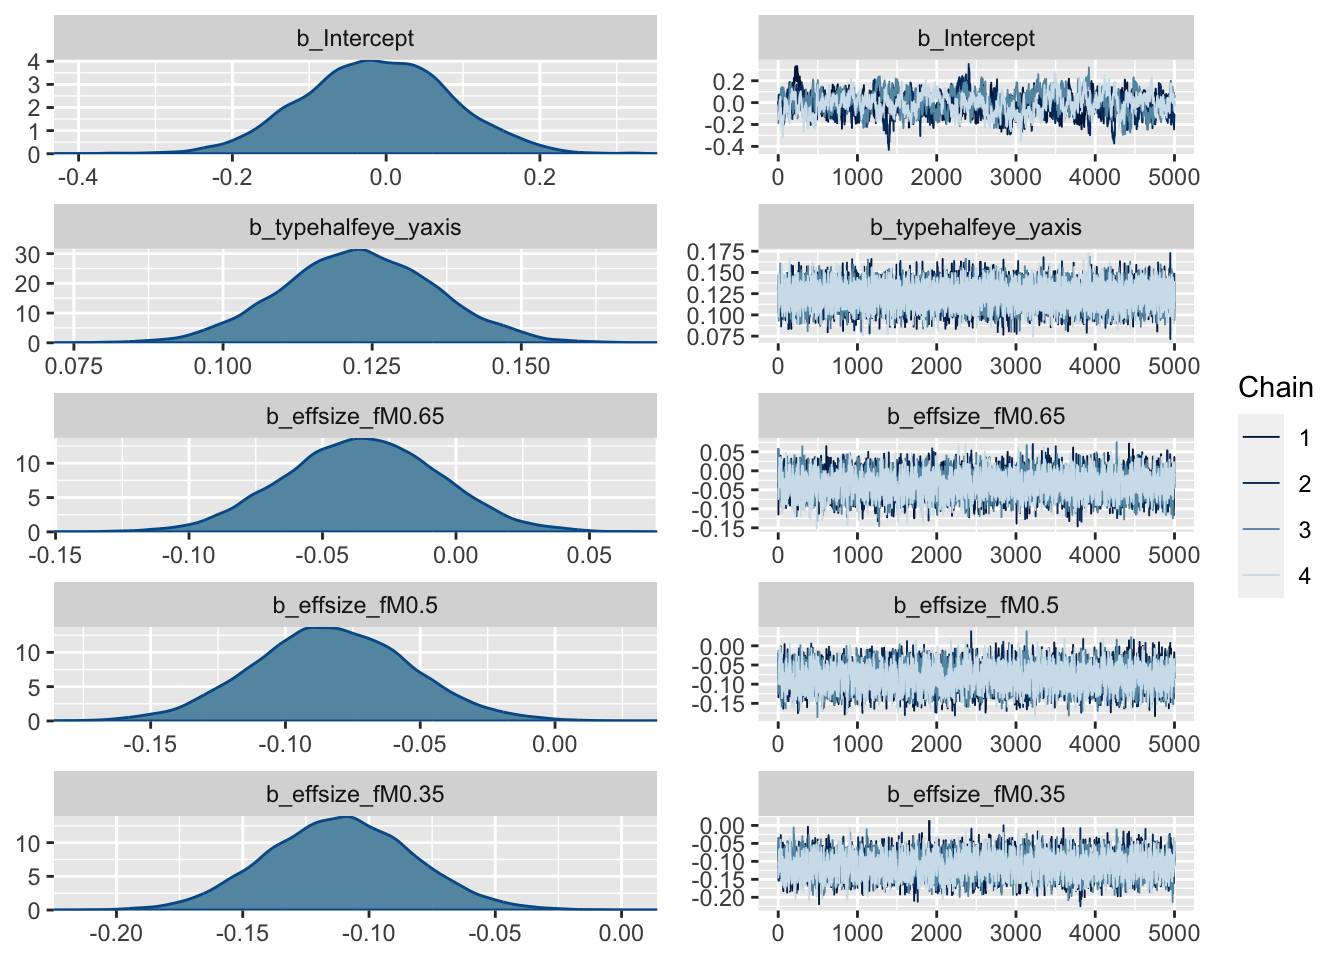 b_Intercept
4
3
2
1
0
-0.4 -0.2 0.0 0.2
b_Intercept
0.2
0.0
-0.2
-0.4
0 1000 2000 3000 4000 5000
b_typehalfeye_yaxis
30
20
10
0
0.075 0.100 0.125 0.150
b_typehalfeye_yaxis
0.175
0.150
0.125
0.100
0.075
0 1000 2000 3000 4000 5000
b_effsize_fM0.65
10
5
0
-0.15 -0.10 -0.05 0.00 0.05
b_effsize_fM0.65
0.05
0.00
-0.05
-0.10
-0.15
0 1000 2000 3000 4000 5000
b_effsize_fM0.5
10
5
0
-0.15 -0.10 -0.05 0.00
b_effsize_fM0.5
0.00
-0.05
-0.10
-0.15
0 1000 2000 3000 4000 5000
b_effsize_fM0.35
10
5
0
-0.20 -0.15 -0.10 -0.05 0.00
b_effsize_fM0.35
0.00
-0.05
-0.10
-0.15
-0.20
0 1000 2000 3000 4000 5000
Chain
1
2
3
4